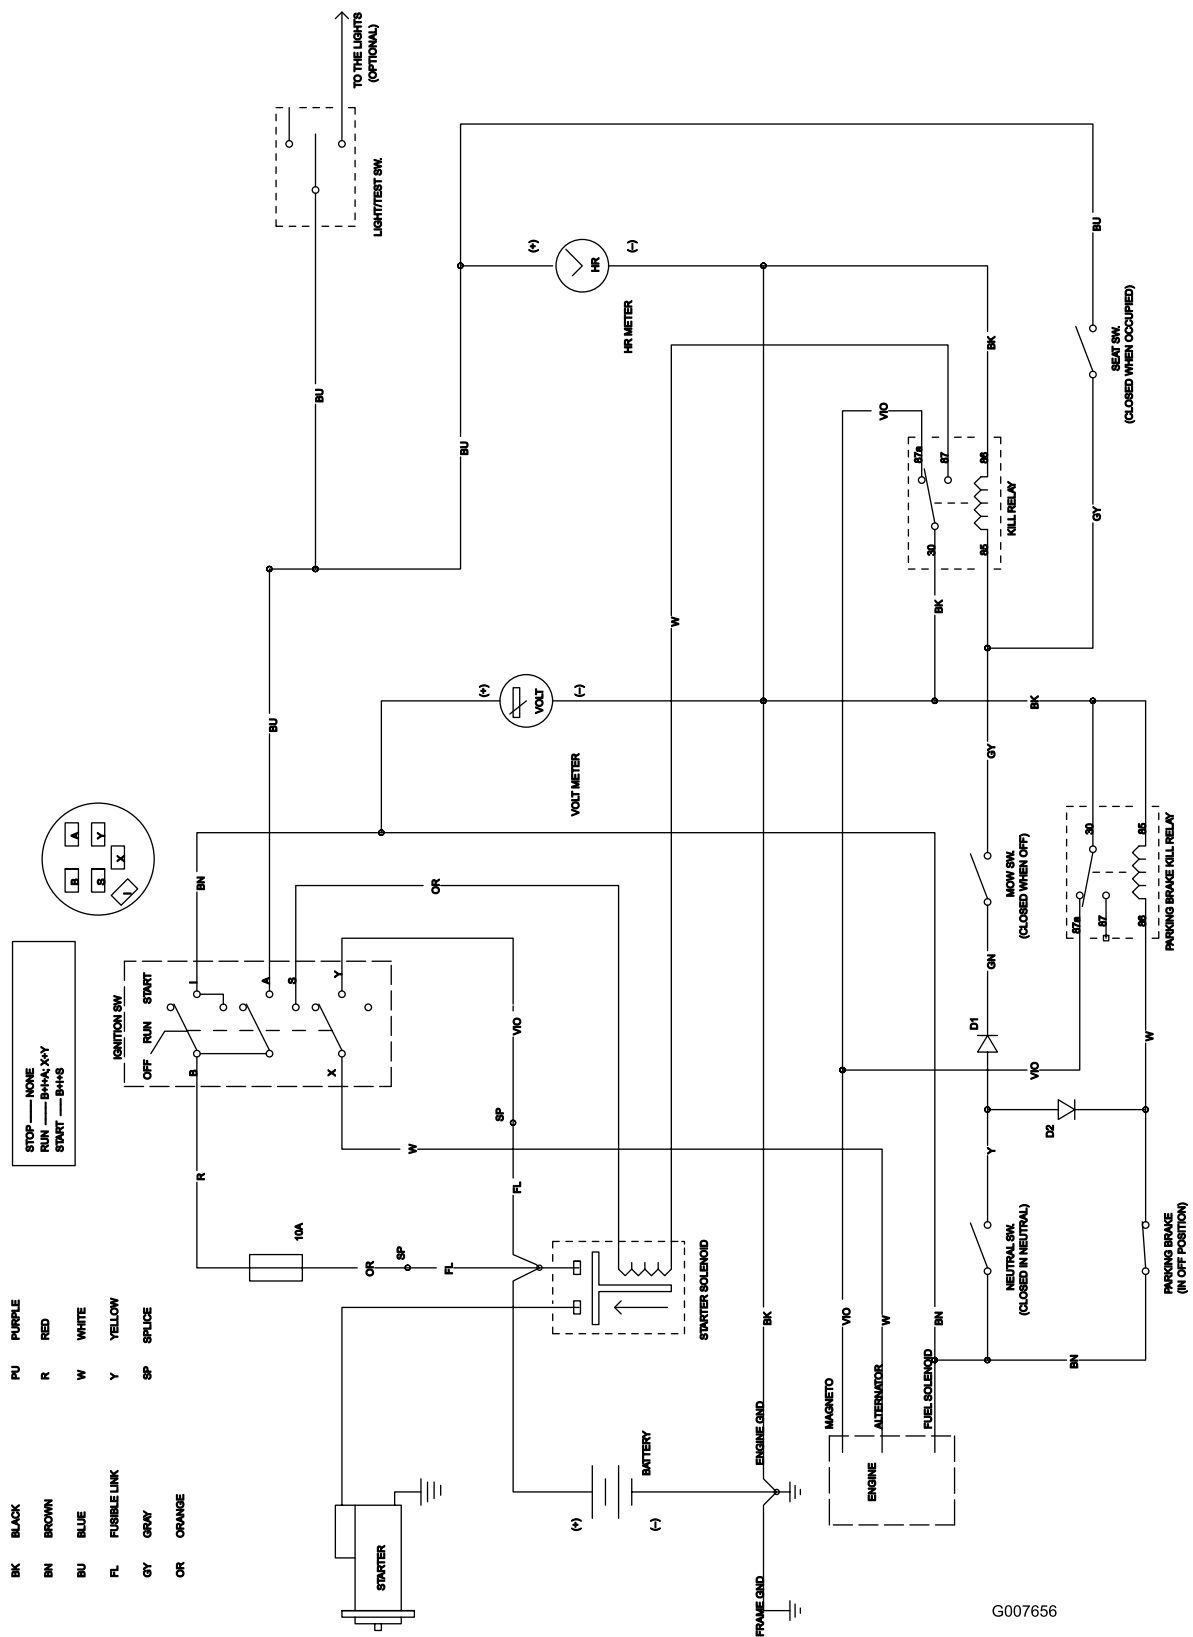 TO THE LIGHTS
(OPTIONAL)
LIGHT/TEST SW.
BU
BU
BU
BU
(+)
HR
(–)
HR METER
BK
VIO
SEAT SW.
(CLOSED WHEN OCCUPIED)
87a
87
86
30
85
KILL RELAY
GY
W
BK
(+)
VOLT
(–)
VOLT METER
BK
GY
A
Y
B
S
X
I
BN
OR
MOW SW.
(CLOSED WHEN OFF)
30
85
87a
87
86
PARKING BRAKE KILL RELAY
GN
STOP —— NONE
RUN —— B+I+A; X+Y
START —— B+I+S
IGNITION SW
OFF
RUN
START
I
A
S
Y
B
X
VIO
D1
VIO
W
D2
SP
W
R
FL
Y
10A
OR
SP
FL
STARTER SOLENOID
NEUTRAL SW.
(CLOSED IN NEUTRAL)
PARKING BRAKE
(IN OFF POSITION)
BK
VIO
W
BN
BN
PU PURPLE
R RED
W WHITE
Y YELLOW
SP SPLICE
BK BLACK
BN BROWN
BU BLUE
FL FUSIBLE LINK
GY GRAY
OR ORANGE
STARTER
(+)
(–)
BATTERY
ENGINE GND
FRAME GND
MAGNETO
ALTERNATOR
FUEL SOLENOID
ENGINE
G007656